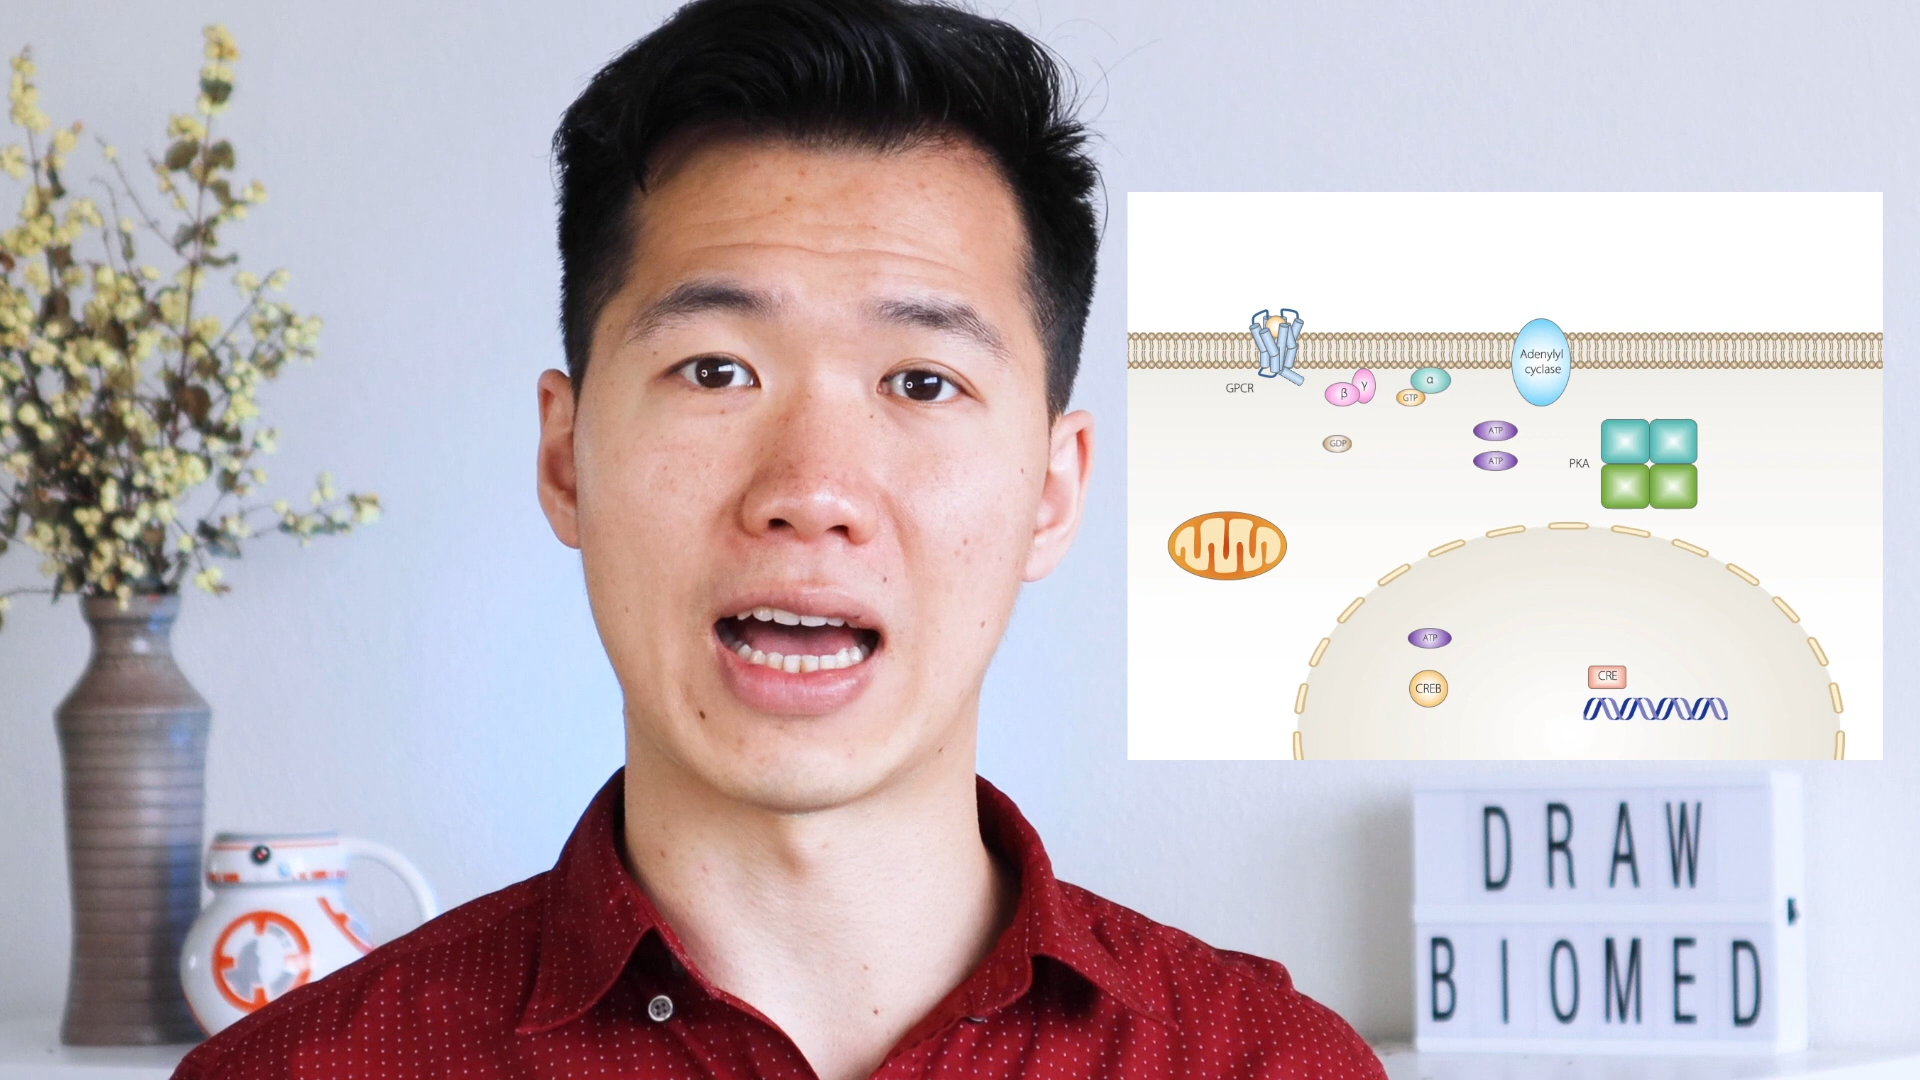 Adenylyl
cyclase
GPCR
β
γ
GTP
α
GDP
ATP
ATP
PKA
ATP
CREB
CRE
DRAW
BIOMED